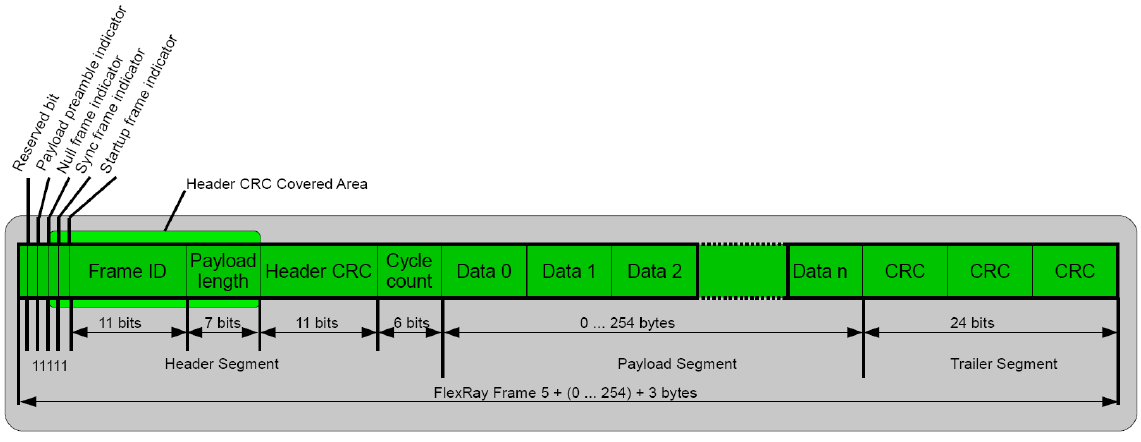 Reserved bit
Payload preamble indicator
Null frame indicator
Sync frame indicator
Startup frame indicator
Header CRC Covered Area
Frame ID
Payload
length
Header CRC
Cycle
count
Data 0
Data 1
Data 2
Data n
CRC
CRC
CRC
11 bits
7 bits
11 bits
6 bits
0 ... 254 bytes
24 bits
11111
Header Segment
Payload Segment
Trailer Segment
FlexRay Frame 5 + (0 ... 254) + 3 bytes